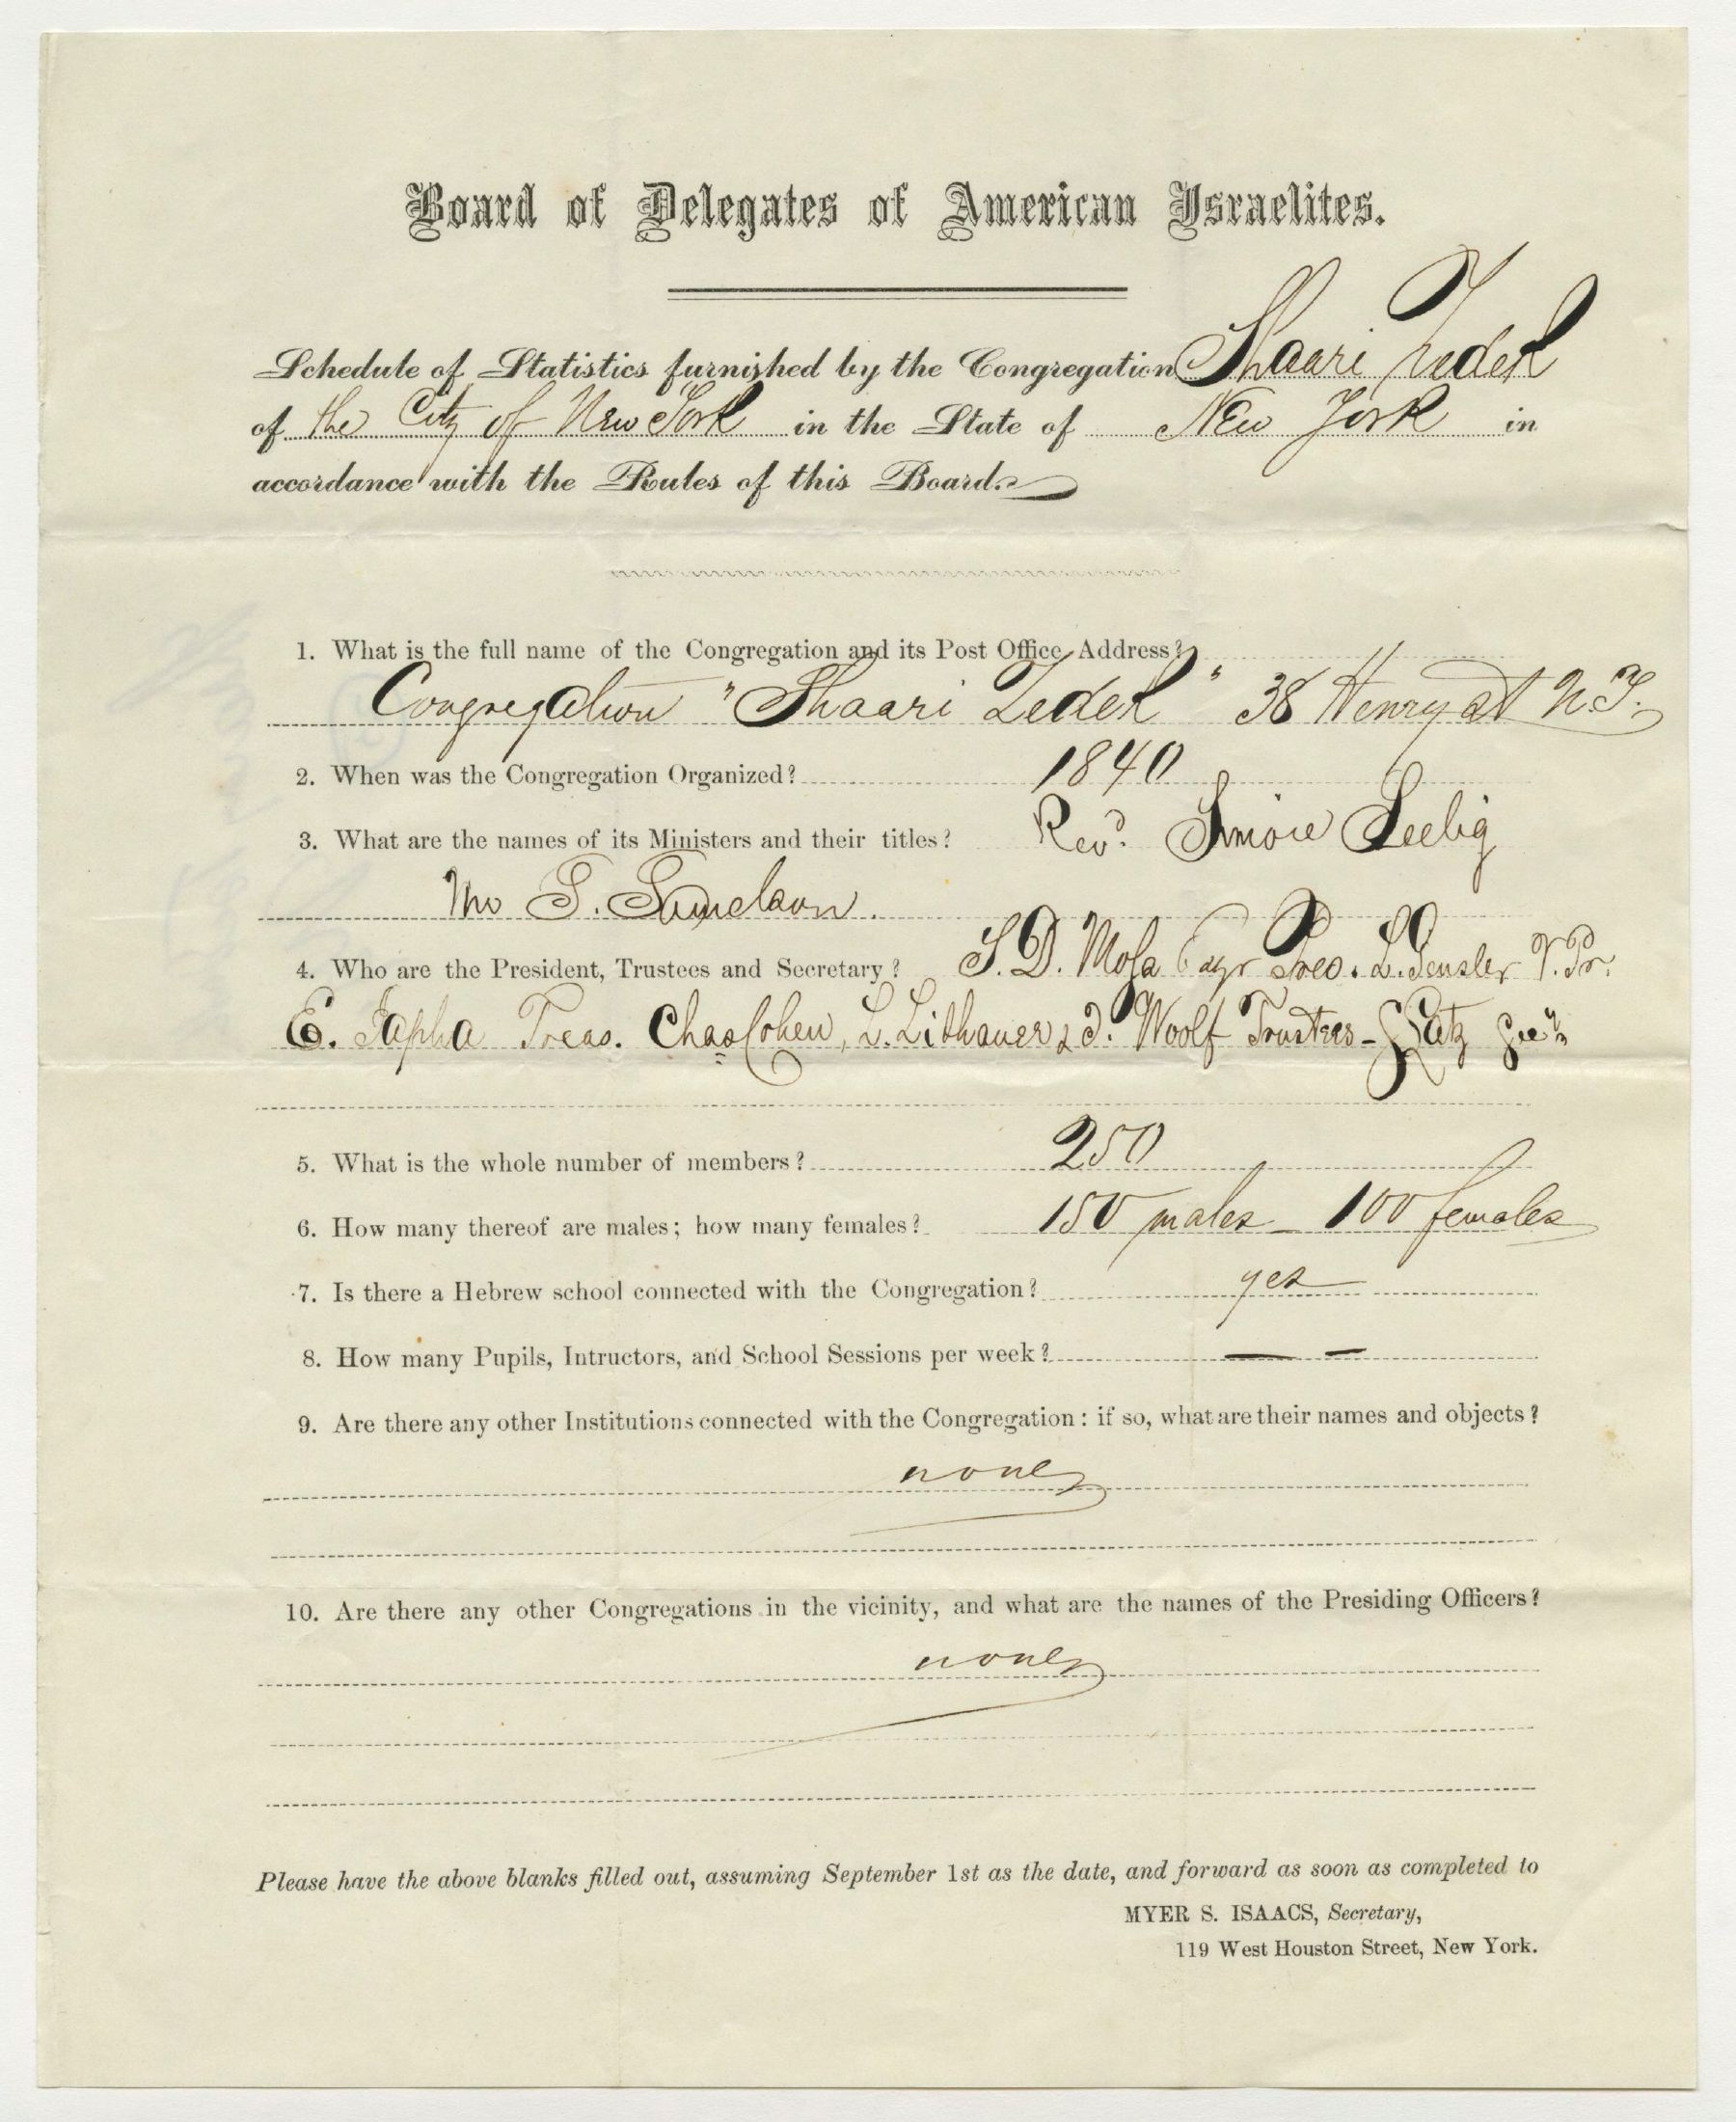 Board of Delegates of American Israelites.
Schedule of Statistics furnished by the Congregation Shaari Zedek
of the City of New York in the State of New York in
accordance with the Rules of this Board.
1. What is the full name of the Congregation and its Post Office Address?
Congregation "Shaari Zedek" 38 Henry st N.Y.
2. When was the Congregation Organized? 1840
3. What are the names of its Ministers and their titles? Revd. Seelig
S.
4. Who are the President, Trustees and Secretary? S. D. Pres. L. V. Pr.
E. Japha Treas. Chas Cohen, L. Lithauer & Woolf Trustees - Secy
5. What is the whole number of members? 250
6. How many thereof are males; how many females? 150 males - 100 females
7. Is there a Hebrew school connected with the Congregation? yes
8. How many Pupils, Intructors, and School Sessions per week? — —
9. Are there any other Institutions connected with the Congregation: if so, what are their names and objects?
none
10. Are there any other Congregations in the vicinity, and what are the names of the Presiding Officers?
none
Please have the above blanks filled out, assuming September 1st as the date, and forward as soon as completed to
MYER S. ISAACS, Secretary,
119 West Houston Street, New York.